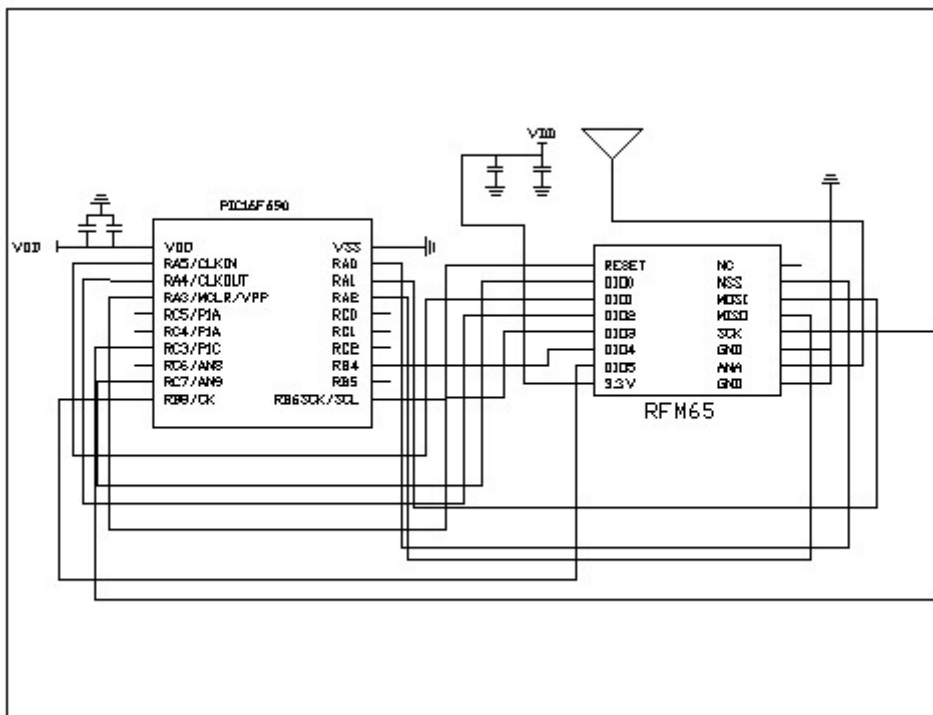 VDD
PIC16F690
VDD
VDD
VSS
RA5/CLKIN
RA0
RA4/CLKOUT
RA1
RA3/MCLR/VPP
RA2
RC5/P1A
RC0
RC4/P1A
RC1
RC3/P1C
RC2
RC6/AN8
RB4
RC7/AN9
RB5
RB8/CK
RB6SCK/SCL
RESET
NC
DIO0
NSS
DIO1
MOSI
DIO2
MISO
DIO3
SCK
DIO4
GND
DIO5
ANA
3.3V
GND
RFM65